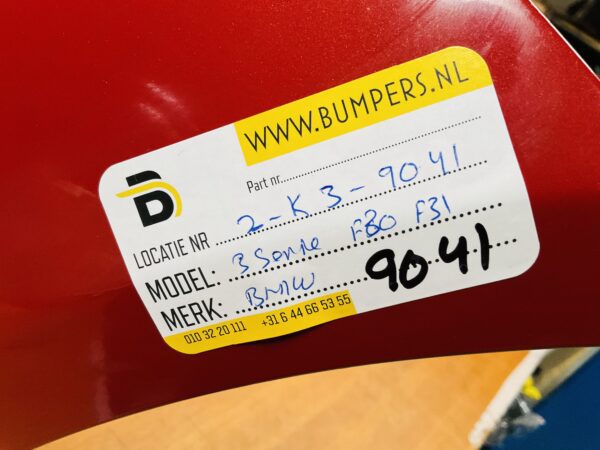 WWW.BUMPERS.NL
Part nr.
LOCATIE NR 2-K3-9041
MODEL: 3 Serie F30 F31
MERK: BMW 9041
010 32 20 111 +31 6 44 66 53 55